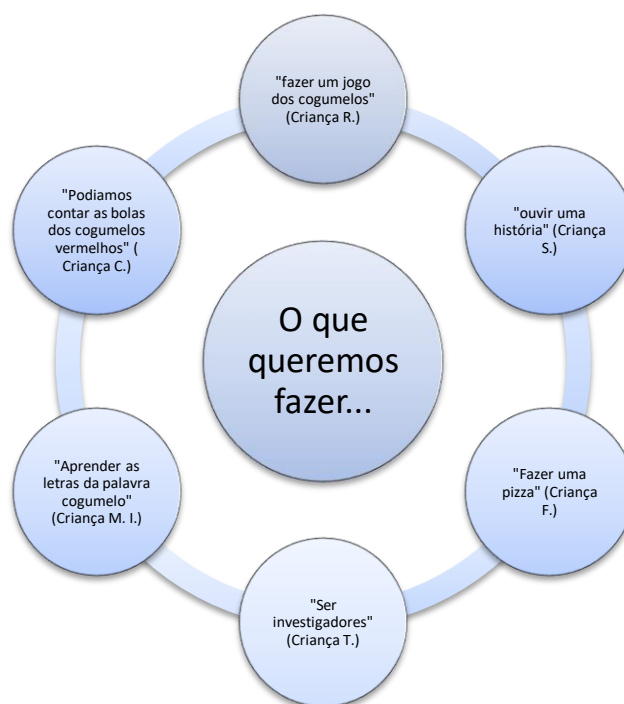 "fazer um jogo
dos cogumelos"
(Criança R.)
"ouvir uma
história" (Criança
S.)
"Fazer uma
pizza" (Criança
F.)
"Ser
investigadores"
(Criança T.)
"Aprender as
letras da palavra
cogumelo"
(Criança M. I.)
"Podiamos
contar as bolas
dos cogumelos
vermelhos" (
Criança C.)
O que
queremos
fazer...